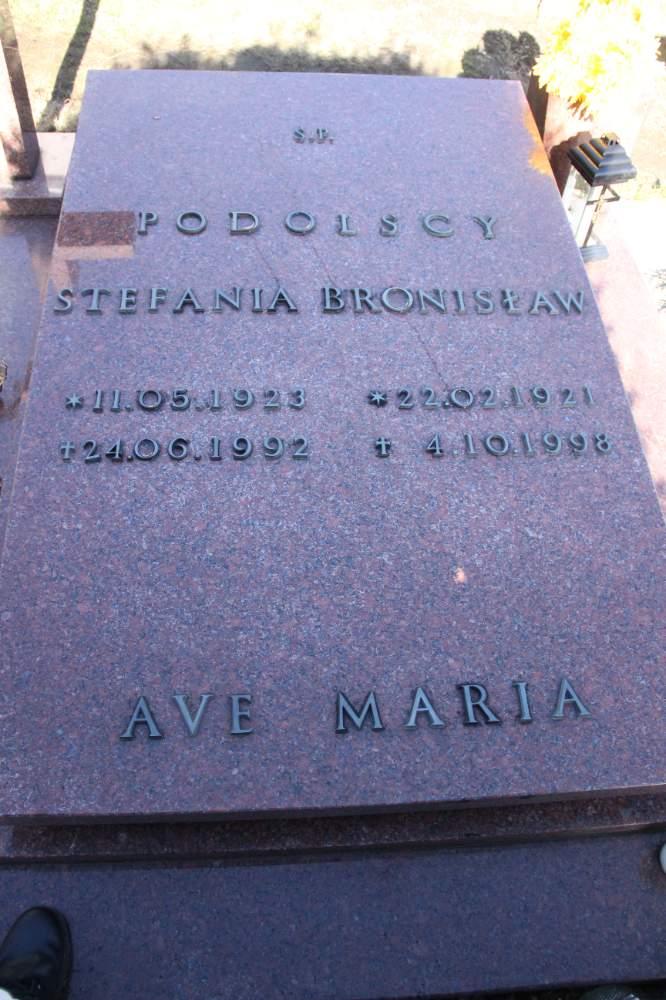 S.P.
PODOLSCY
STEFANIA BRONISŁAW
*11.05.1923 *22.02.1921
†24.06.1992 † 4.10.1998
AVE MARIA